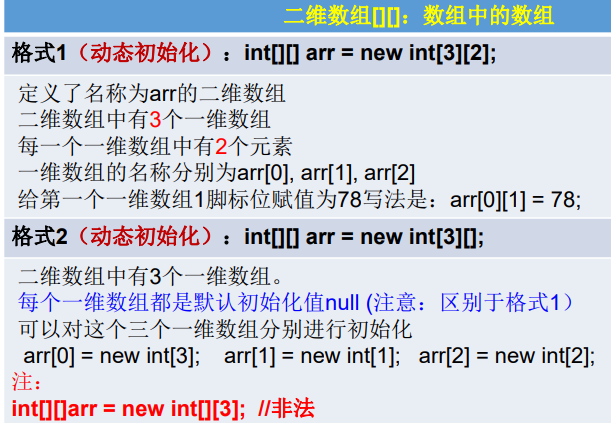 二维数组[][]：数组中的数组
格式1（动态初始化）：int[][] arr = new int[3][2];
定义了名称为arr的二维数组
二维数组中有3个一维数组
每一个一维数组中有2个元素
一维数组的名称分别为arr[0], arr[1], arr[2]
给第一个一维数组1脚标位赋值为78写法是：arr[0][1] = 78;
格式2（动态初始化）：int[][] arr = new int[3][];
二维数组中有3个一维数组。
每个一维数组都是默认初始化值null (注意：区别于格式1）
可以对这个三个一维数组分别进行初始化
arr[0] = new int[3]; arr[1] = new int[1]; arr[2] = new int[2];
注：
int[][]arr = new int[][3]; //非法